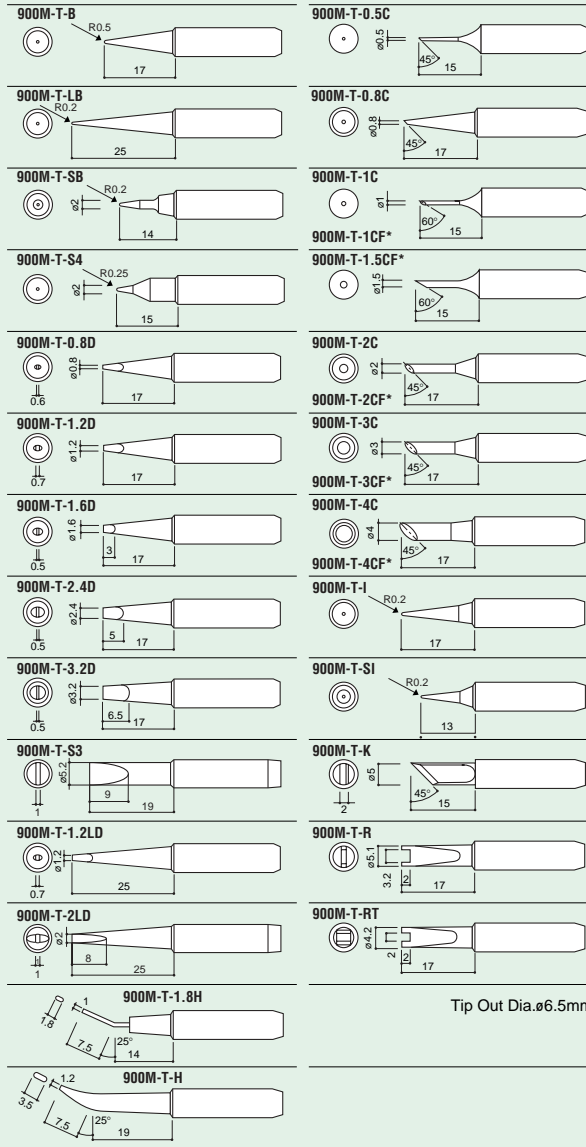 900M-T-B
R0.5
17
900M-T-LB
R0.2
25
900M-T-SB
R0.2
ø2
14
900M-T-S4
R0.25
ø2
15
900M-T-0.8D
ø0.8
0.6
17
900M-T-1.2D
ø1.2
0.7
17
900M-T-1.6D
ø1.6
0.5
3
17
900M-T-2.4D
ø2.4
0.5
5
17
900M-T-3.2D
ø3.2
0.5
6.5
17
900M-T-S3
ø5.2
1
9
19
900M-T-1.2LD
ø1.2
0.7
25
900M-T-2LD
ø2
1
8
25
900M-T-1.8H
1
1.8
7.5
25°
14
900M-T-H
1.2
3.5
7.5
25°
19
900M-T-0.5C
ø0.5
45°
15
900M-T-0.8C
ø0.8
45°
17
900M-T-1C
ø1
60°
15
900M-T-1CF*
900M-T-1.5CF*
ø1.5
60°
15
900M-T-2C
ø2
45°
17
900M-T-2CF*
900M-T-3C
ø3
45°
17
900M-T-3CF*
900M-T-4C
ø4
45°
17
900M-T-4CF*
900M-T-I
R0.2
17
900M-T-SI
R0.2
13
900M-T-K
ø5
45°
2
15
900M-T-R
ø5.1
3.2
2
17
900M-T-RT
ø4.2
2
2
17
Tip Out Dia.ø6.5mm